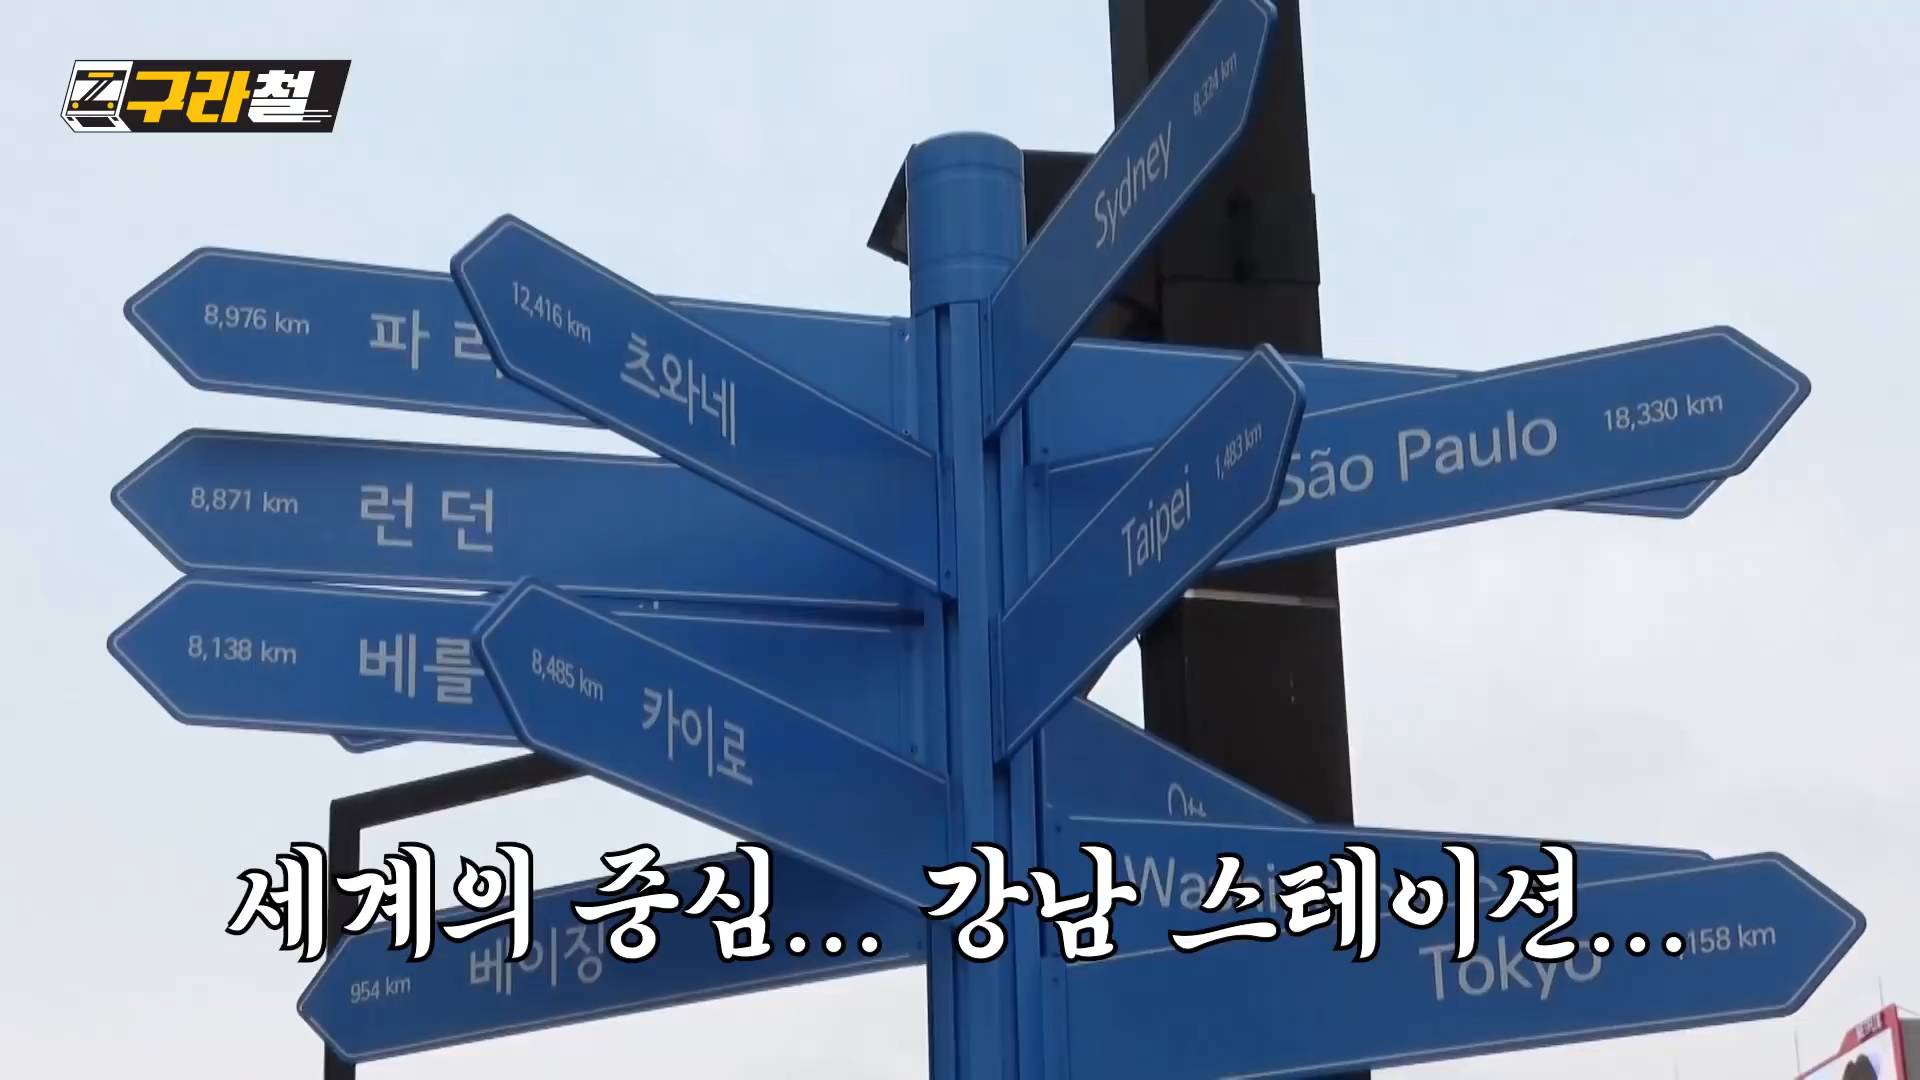 구라철
8,324 km
Sydney
8,976 km 파
12,416 km 츠와네
São Paulo 18,330 km
Taipei 1,483 km
8,871 km 런던
8,138 km 베를
8,485 km 카이로
세계의 중심... 강남 스테이션...
954 km 베이징
Tokyo 158 km
NETFLIX